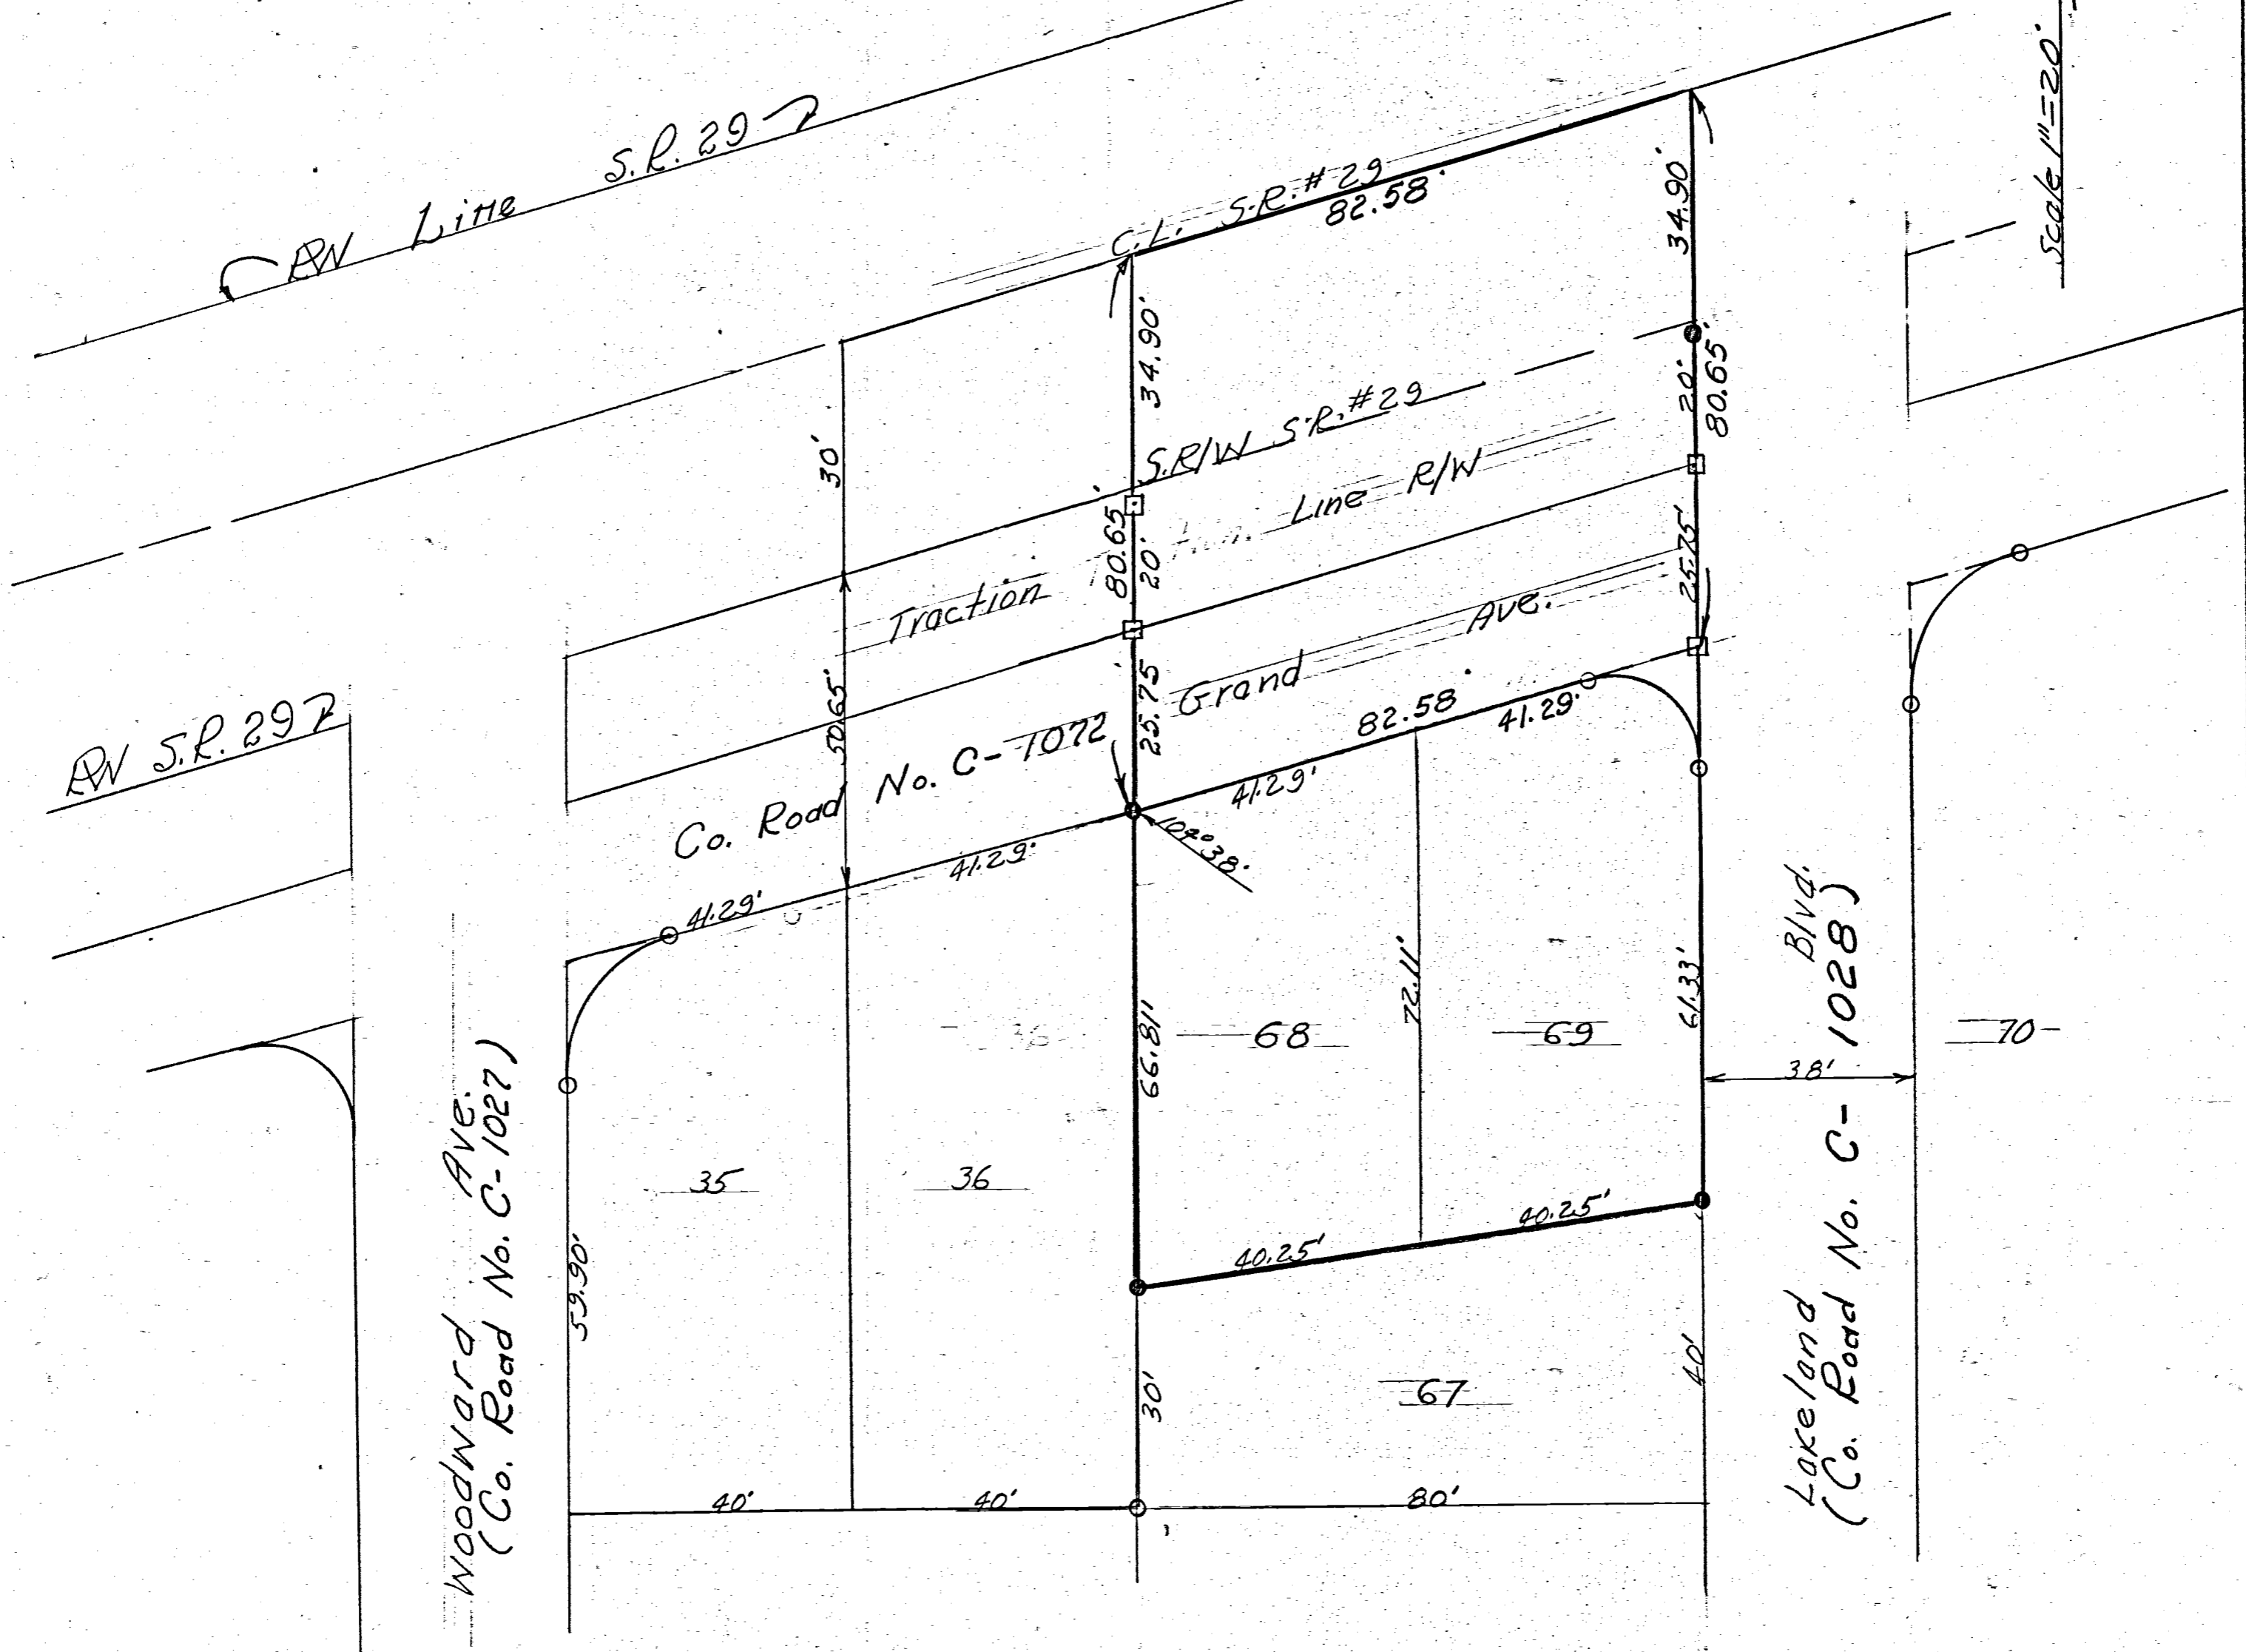 Scale 1"=20'
S.R. 29
R/W Line
C.L. S.R. #29
82.58'
34.90'
34.90'
20'
80.65'
30'
S.R/W S.R. #29
Traction Line R/W
80.65'
20'
25.75'
50.65'
25.75
Grand Ave.
Co. Road No. C-1072
R/W S.R. 29
82.58'
41.29'
41.29'
104°38'
41.29'
41.29'
72.11'
66.81'
61.33'
68
69
70
38'
35
36
Woodward Ave.
(Co. Road No. C-1027)
Lakeland Blvd.
(Co. Road No. C-1028)
59.90'
40.25'
40.25'
30'
67
40'
40'
40'
80'